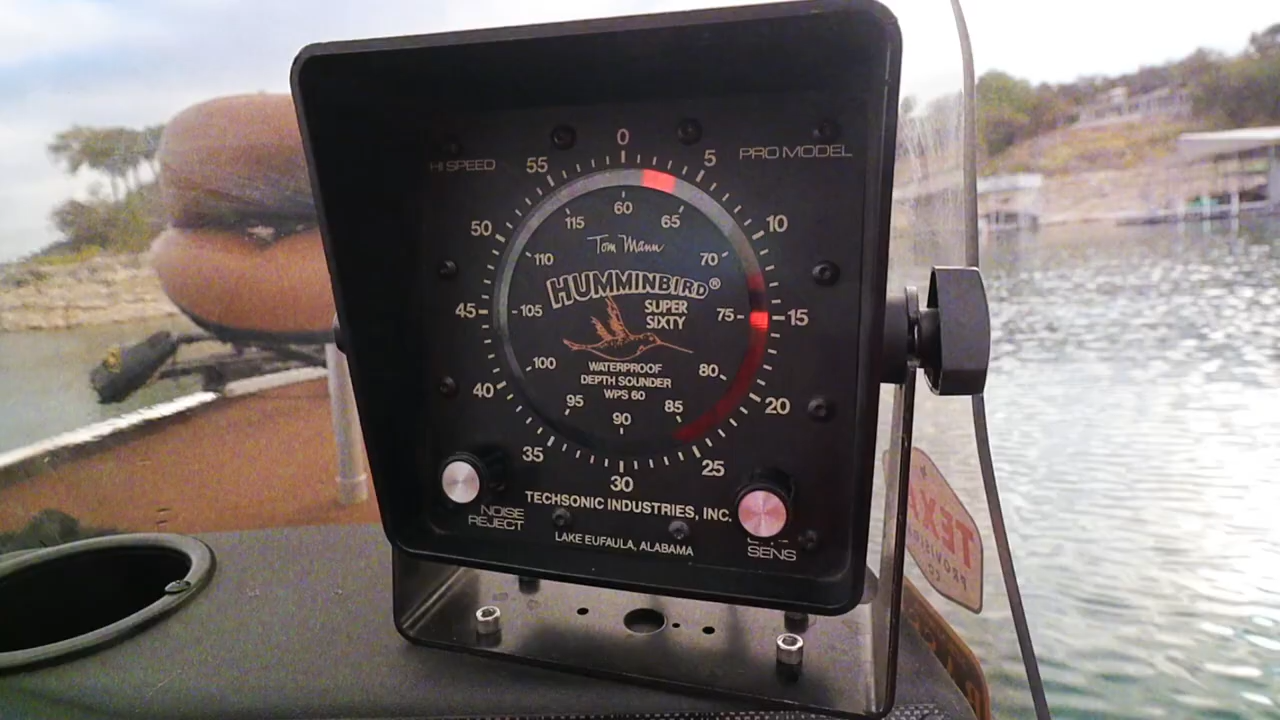 0
HI SPEED 55 5 PRO MODEL
60
115 65
50 10
Tom Mann
110 70
HUMMINBIRD®
SUPER
SIXTY
45 105 75 15
WATERPROOF
DEPTH SOUNDER
WPS 60
100 80
40 95 85 20
90
35 25
30
TECHSONIC INDUSTRIES, INC.
NOISE
REJECT
LAKE EUFAULA, ALABAMA
SENS